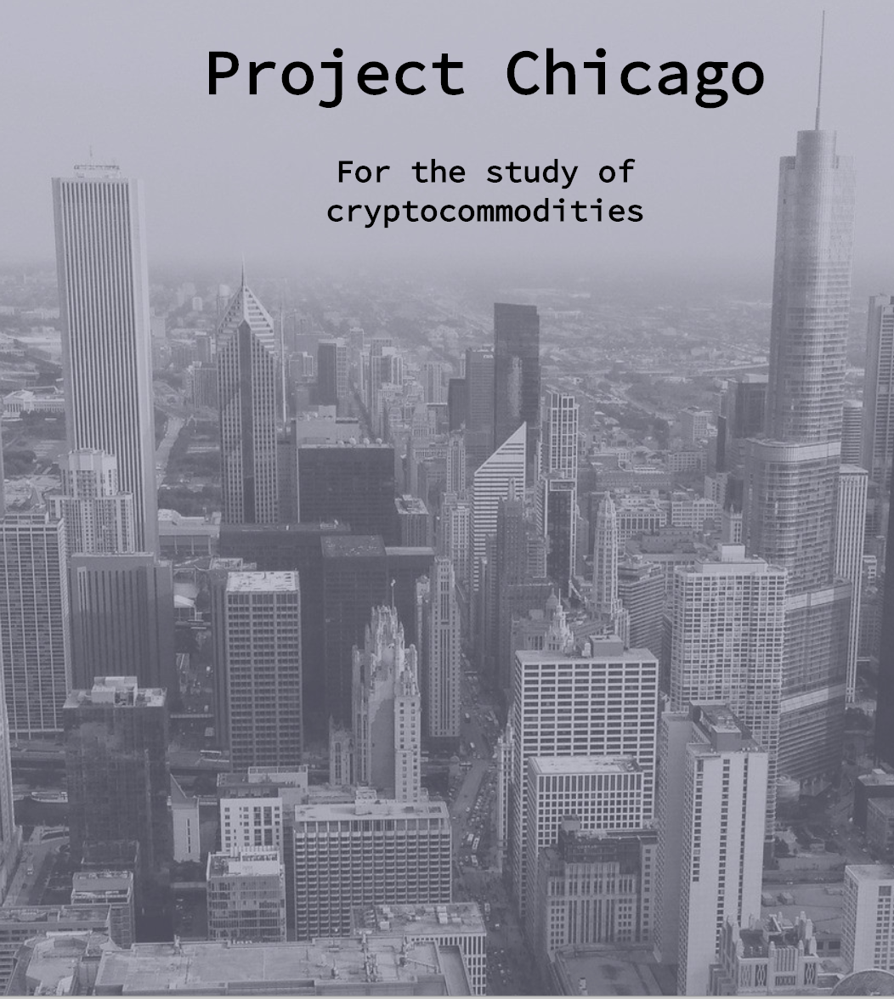 Project Chicago
For the study of
cryptocommodities